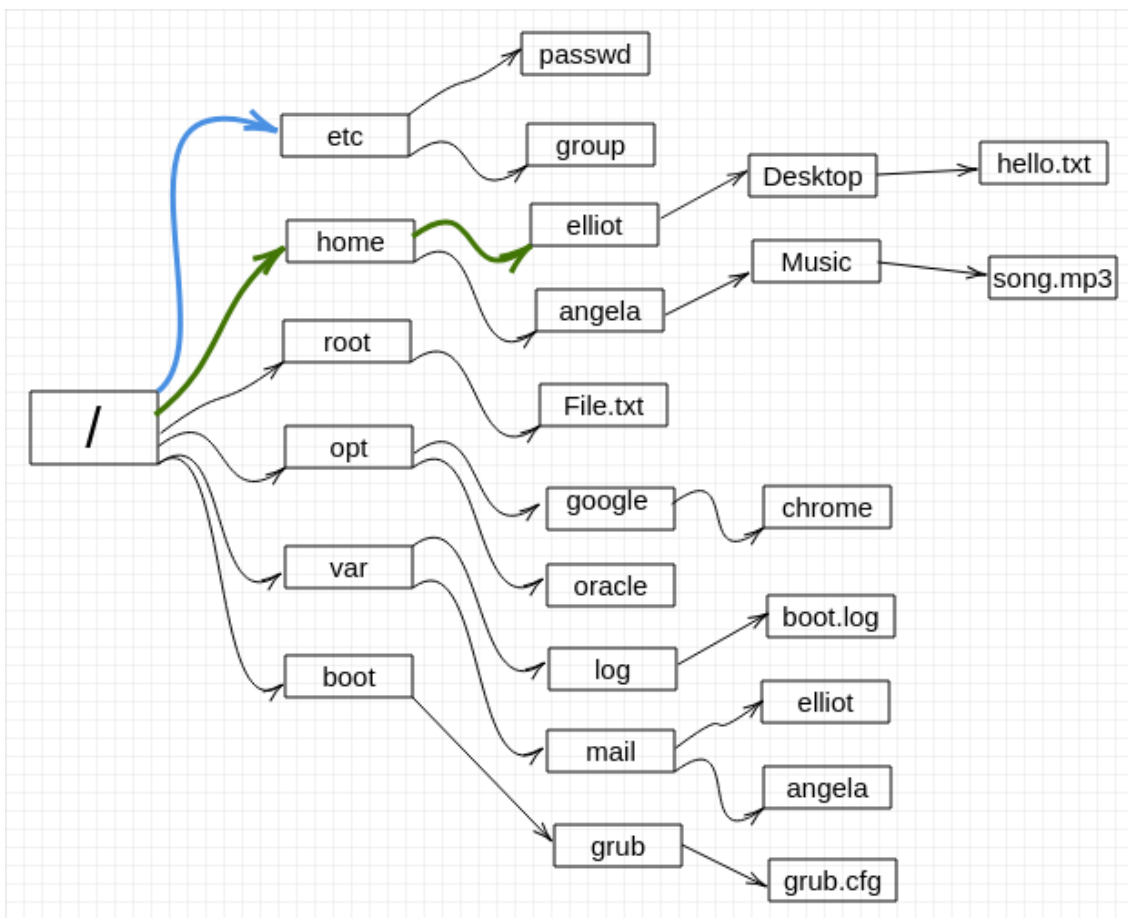 passwd
etc
group
Desktop
hello.txt
elliot
home
Music
song.mp3
angela
root
File.txt
/
opt
google
chrome
var
oracle
boot.log
log
boot
elliot
mail
angela
grub
grub.cfg